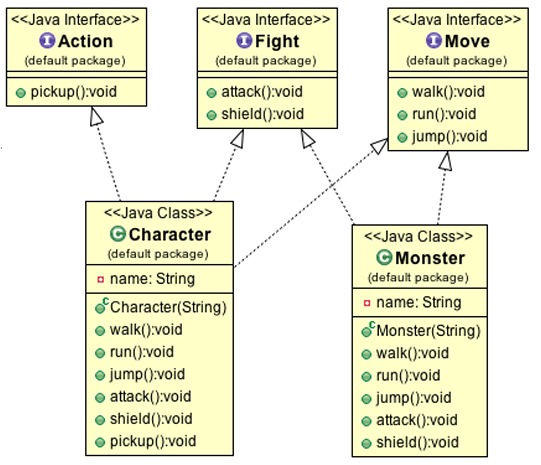 <<Java Interface>>
I Action
(default package)
pickup():void
<<Java Interface>>
I Fight
(default package)
attack():void
shield():void
<<Java Interface>>
I Move
(default package)
walk():void
run():void
jump():void
<<Java Class>>
C Character
(default package)
name: String
C Character(String)
walk():void
run():void
jump():void
attack():void
shield():void
pickup():void
<<Java Class>>
C Monster
(default package)
name: String
C Monster(String)
walk():void
run():void
jump():void
attack():void
shield():void